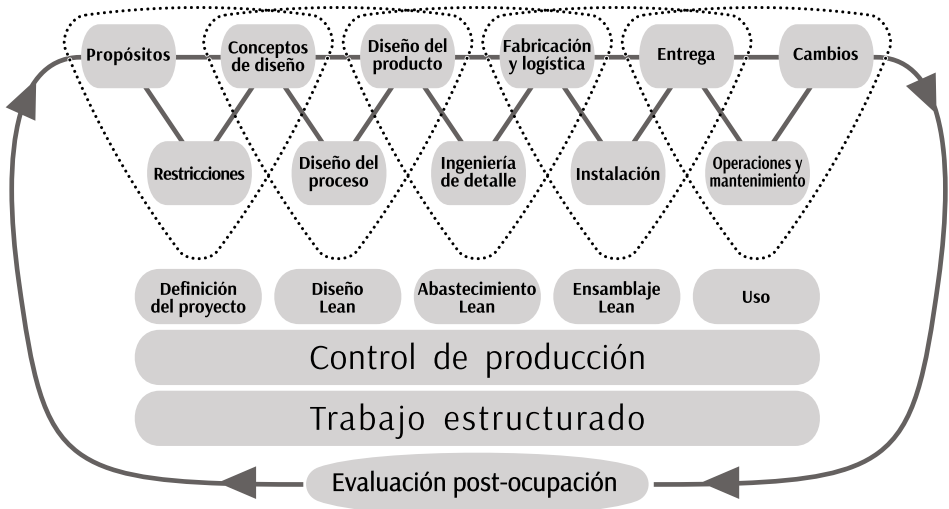 Propósitos
Conceptos
de diseño
Diseño del
producto
Fabricación
y logística
Entrega
Cambios
Restricciones
Diseño del
proceso
Ingeniería
de detalle
Instalación
Operaciones y
mantenimiento
Definición
del proyecto
Diseño
Lean
Abastecimiento
Lean
Ensamblaje
Lean
Uso
Control de producción
Trabajo estructurado
Evaluación post-ocupación